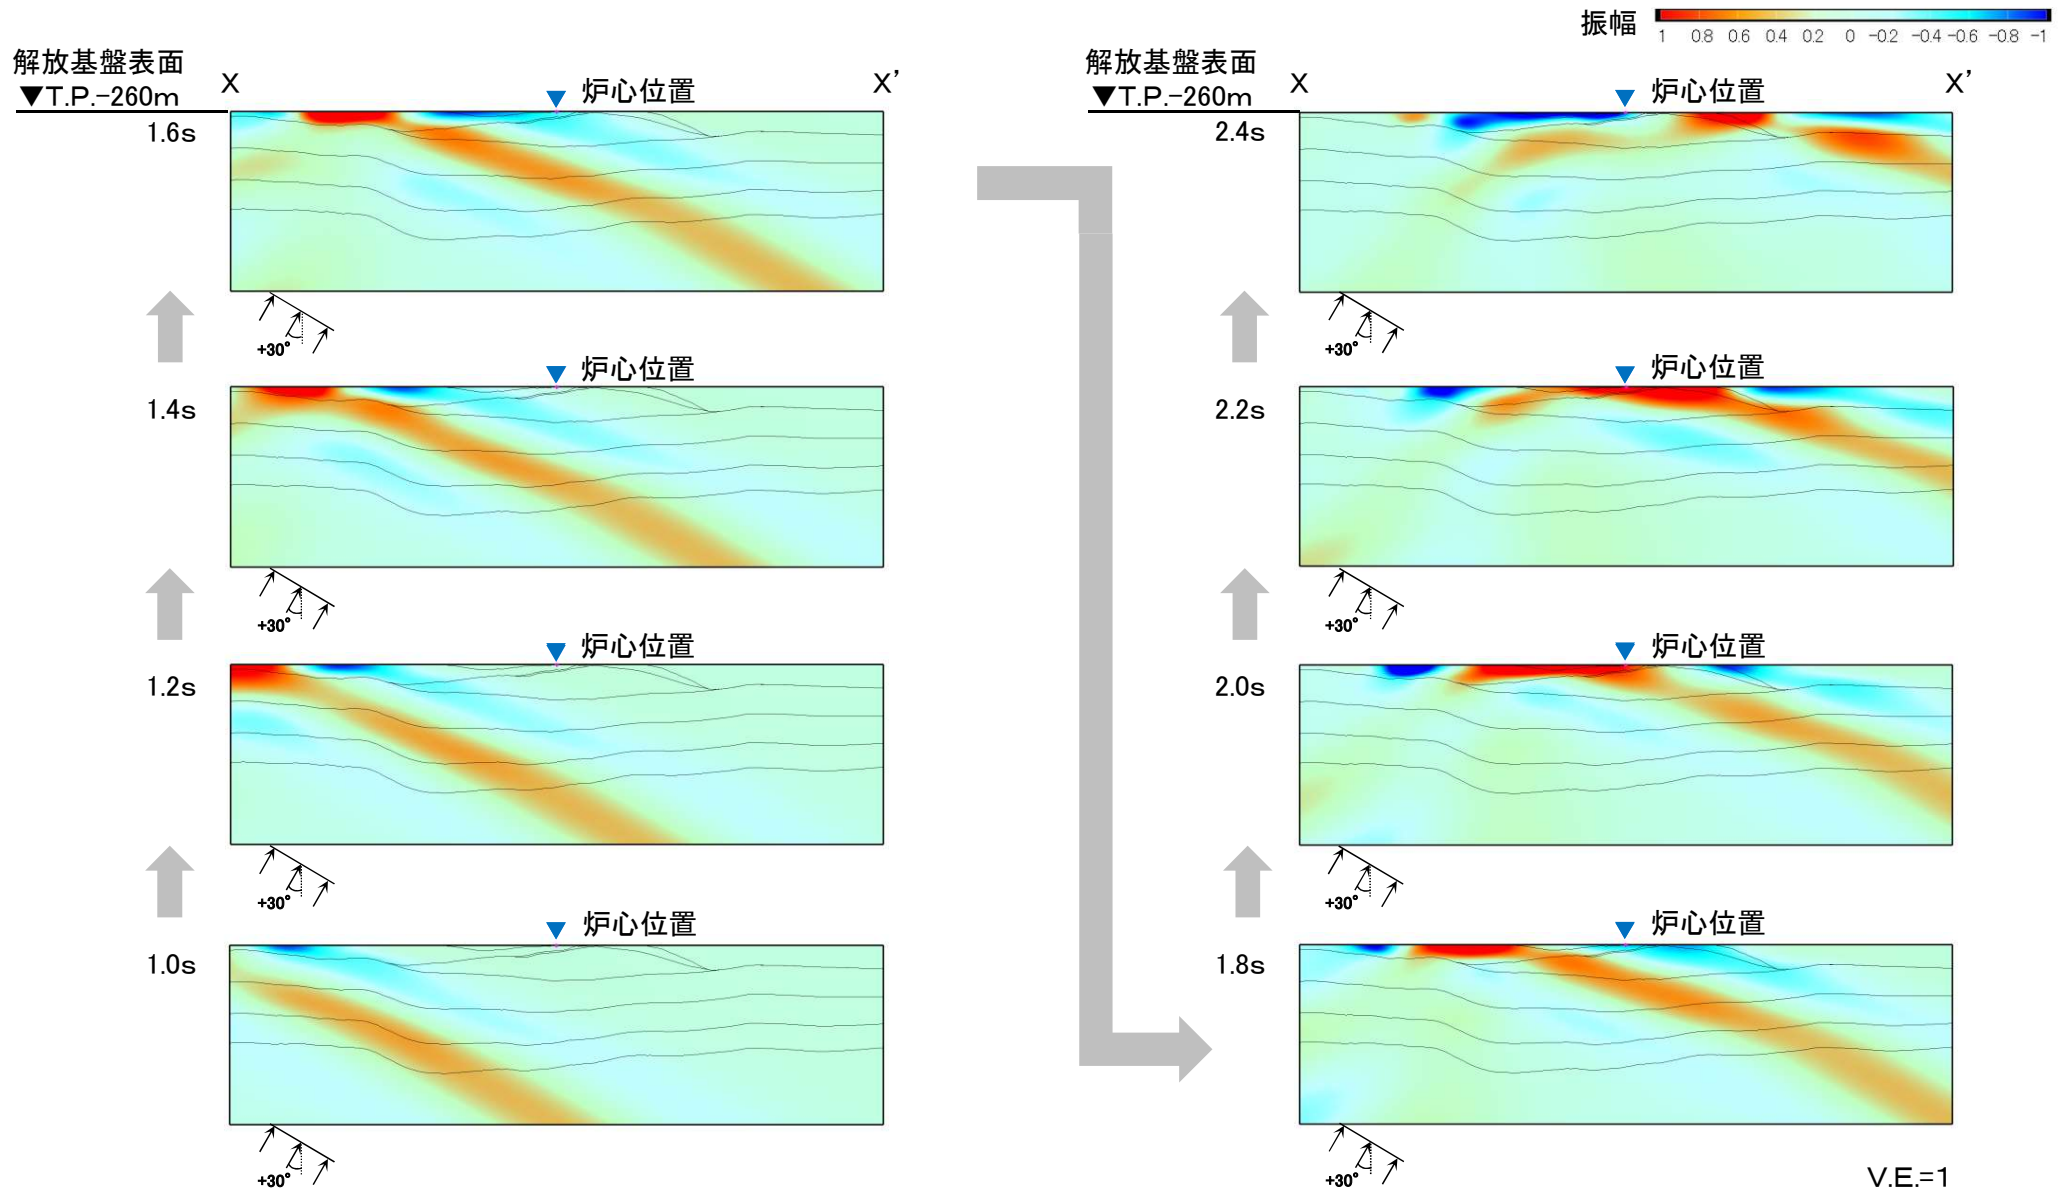 振幅
1 0.8 0.6 0.4 0.2 0 -0.2 -0.4 -0.6 -0.8 -1
解放基盤表面
▼T.P.-260m
X
炉心位置
X'
1.6s
+30°
炉心位置
1.4s
+30°
炉心位置
1.2s
+30°
炉心位置
1.0s
+30°
解放基盤表面
▼T.P.-260m
X
炉心位置
X'
2.4s
+30°
炉心位置
2.2s
+30°
炉心位置
2.0s
+30°
炉心位置
1.8s
+30°
V.E.=1